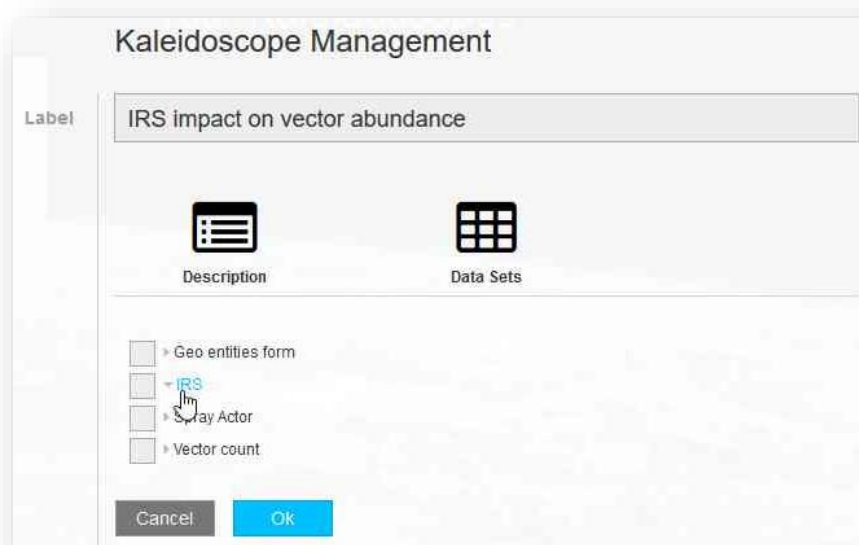 Kaleidoscope Management
Label
IRS impact on vector abundance
Description
Data Sets
Geo entities form
IRS
Spray Actor
Vector count
Cancel
Ok